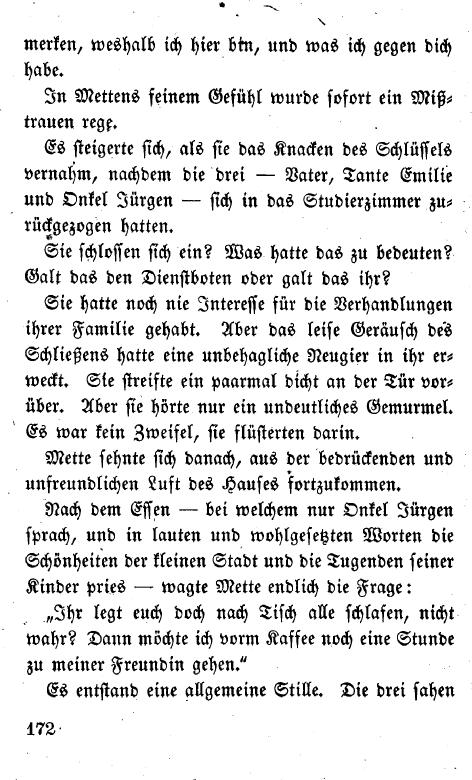 merken, weshalb ich hier bin, und was ich gegen dich
habe.
In Mettens feinem Gefühl wurde sofort ein Miß-
trauen rege.
Es steigerte sich, als sie das Knacken des Schlüssels
vernahm, nachdem die drei — Vater, Tante Emilie
und Onkel Jürgen — sich in das Studierzimmer zu-
rückgezogen hatten.
Sie schlossen sich ein? Was hatte das zu bedeuten?
Galt das den Dienstboten oder galt das ihr?
Sie hatte noch nie Interesse für die Verhandlungen
ihrer Familie gehabt. Aber das leise Geräusch des
Schließens hatte eine unbehagliche Neugier in ihr er-
weckt. Sie streifte ein paarmal dicht an der Tür vor-
über. Aber sie hörte nur ein undeutliches Gemurmel.
Es war kein Zweifel, sie flüsterten darin.
Mette sehnte sich danach, aus der bedrückenden und
unfreundlichen Luft des Hauses fortzukommen.
Nach dem Essen — bei welchem nur Onkel Jürgen
sprach, und in lauten und wohlgesetzten Worten die
Schönheiten der kleinen Stadt und die Tugenden seiner
Kinder pries — wagte Mette endlich die Frage:
„Ihr legt euch doch nach Tisch alle schlafen, nicht
wahr? Dann möchte ich vorm Kaffee noch eine Stunde
zu meiner Freundin gehen.“
Es entstand eine allgemeine Stille. Die drei sahen
172